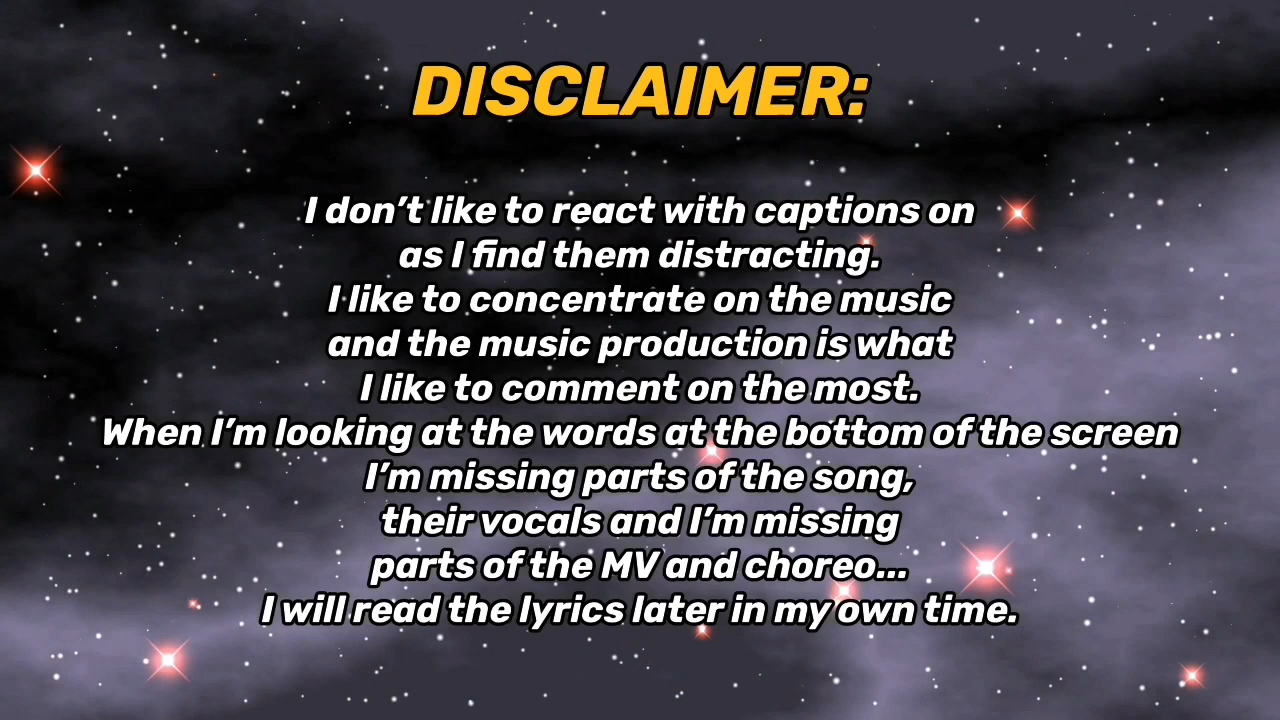 DISCLAIMER:
I don't like to react with captions on
as I find them distracting.
I like to concentrate on the music
and the music production is what
I like to comment on the most.
When I'm looking at the words at the bottom of the screen
I'm missing parts of the song,
their vocals and I'm missing
parts of the MV and choreo...
I will read the lyrics later in my own time.